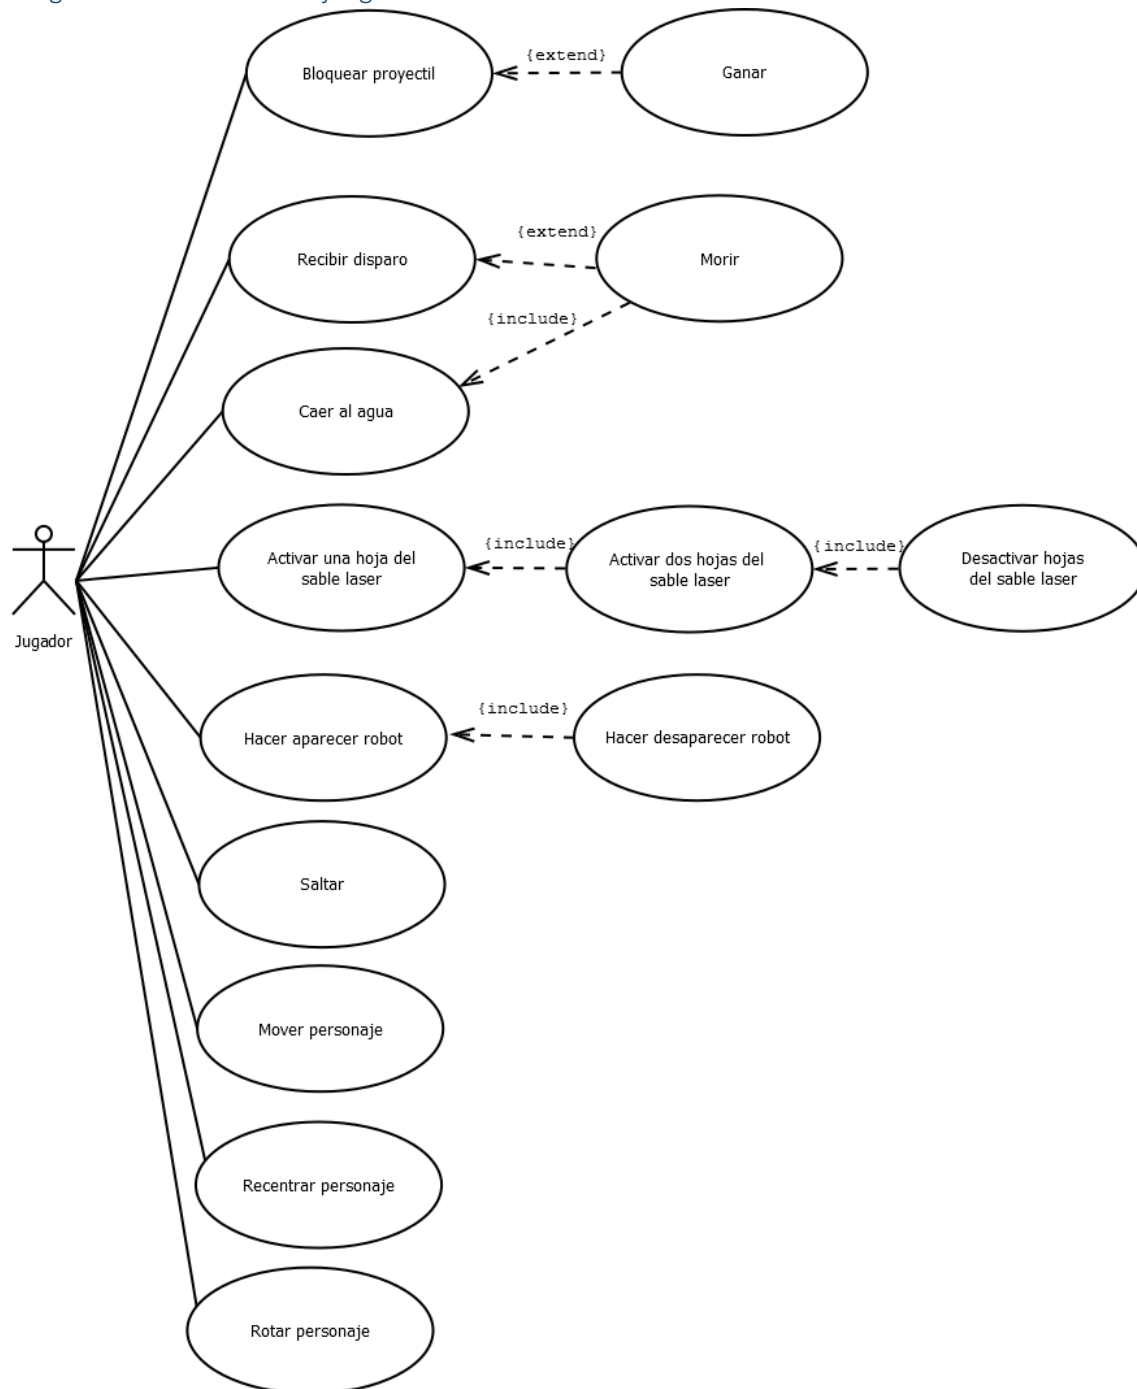 {extend}
Bloquear proyectil
Ganar
{extend}
Recibir disparo
Morir
{include}
Caer al agua
{include}
{include}
Activar una hoja del
sable laser
Activar dos hojas del
sable laser
Desactivar hojas
del sable laser
Jugador
{include}
Hacer aparecer robot
Hacer desaparecer robot
Saltar
Mover personaje
Recentrar personaje
Rotar personaje